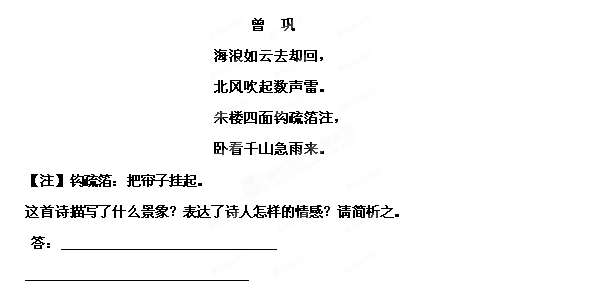 曾 巩
海浪如云去却回，
北风吹起数声雷。
朱楼四面钩疏箔注，
卧看千山急雨来。
【注】钩疏箔：把帘子挂起。
这首诗描写了什么景象？表达了诗人怎样的情感？请简析之。
答：